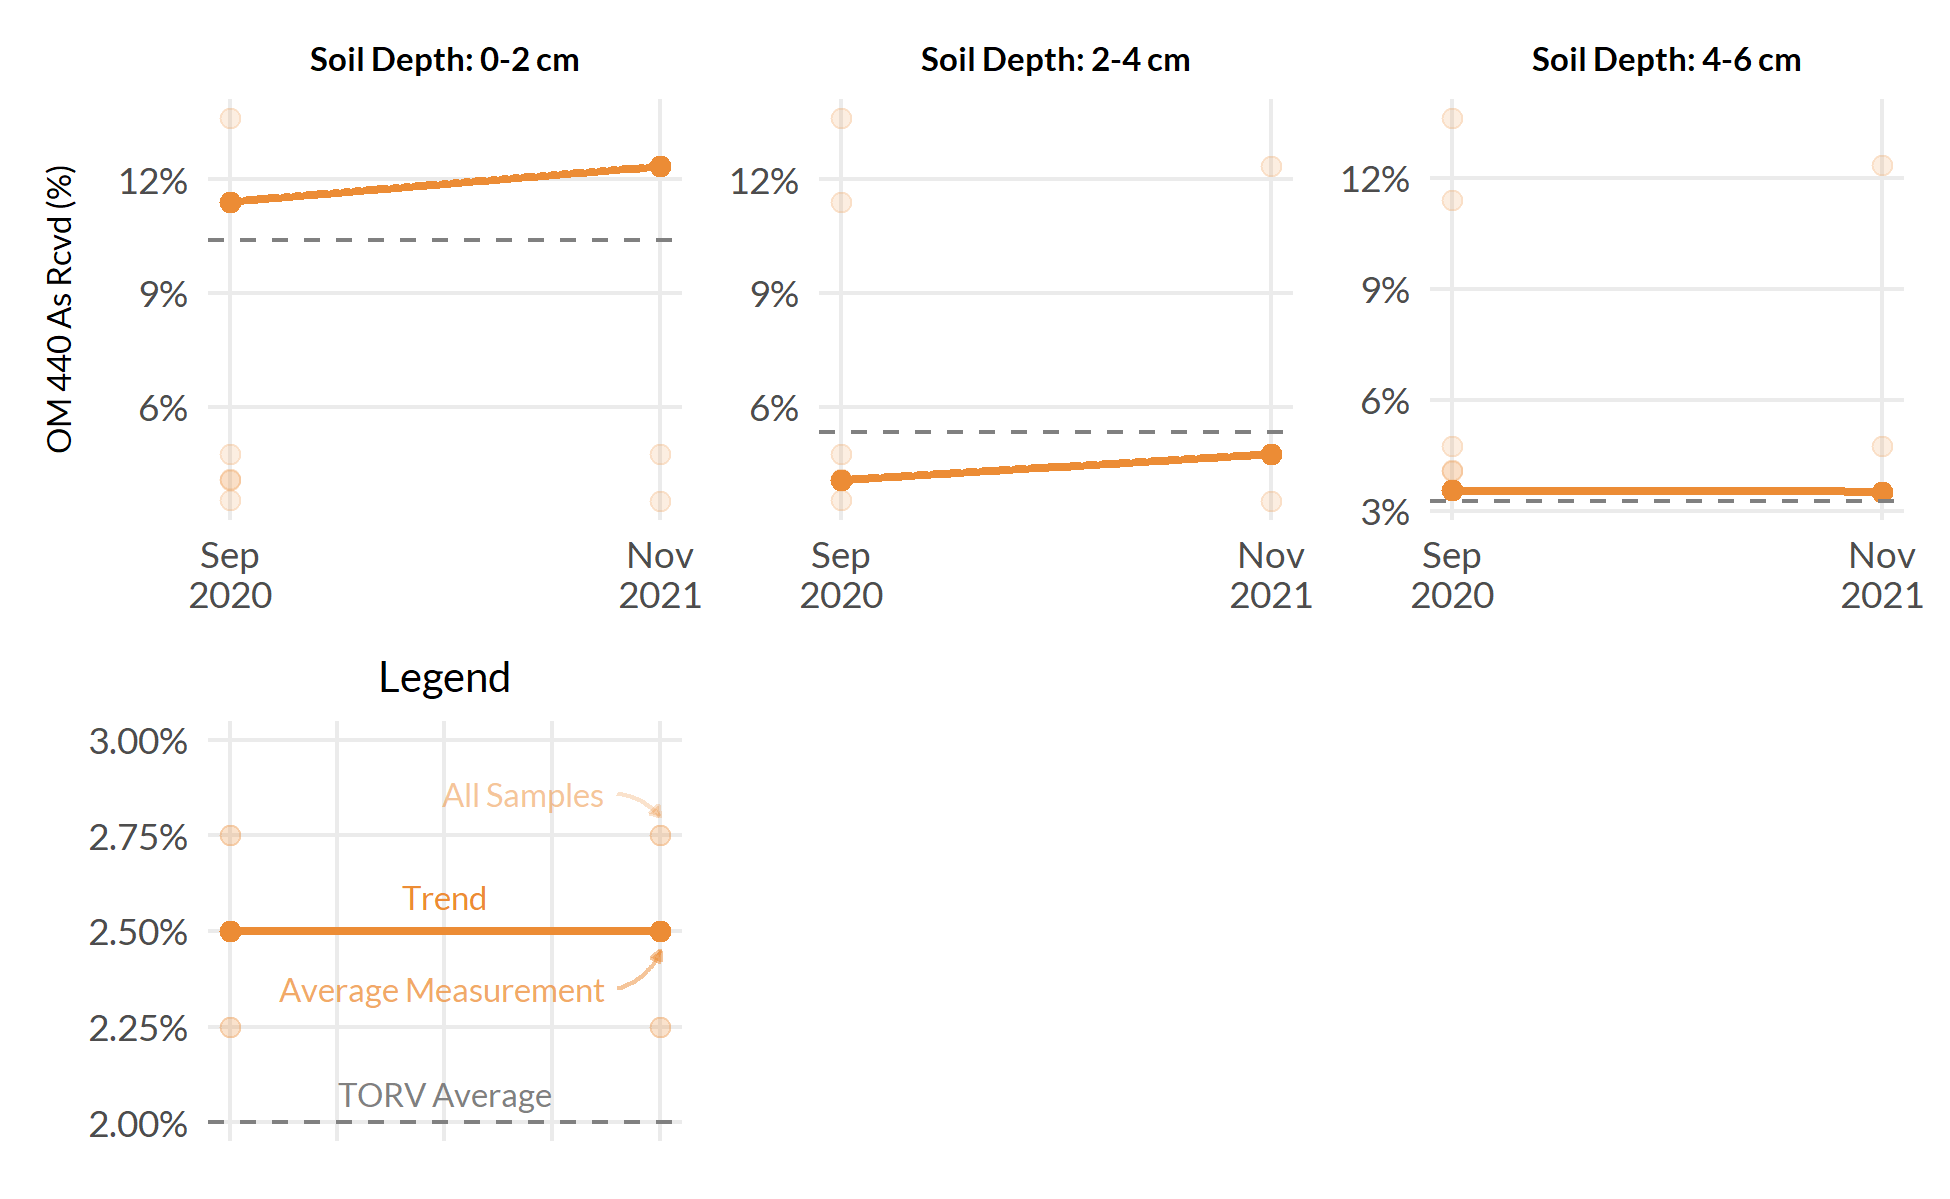 Soil Depth: 0-2 cm
Soil Depth: 2-4 cm
Soil Depth: 4-6 cm
OM 440 As Rcvd (%)
12%
9%
6%
12%
9%
6%
12%
9%
6%
3%
Sep
2020
Nov
2021
Sep
2020
Nov
2021
Sep
2020
Nov
2021
Legend
3.00%
2.75%
2.50%
2.25%
2.00%
All Samples
Trend
Average Measurement
TORV Average